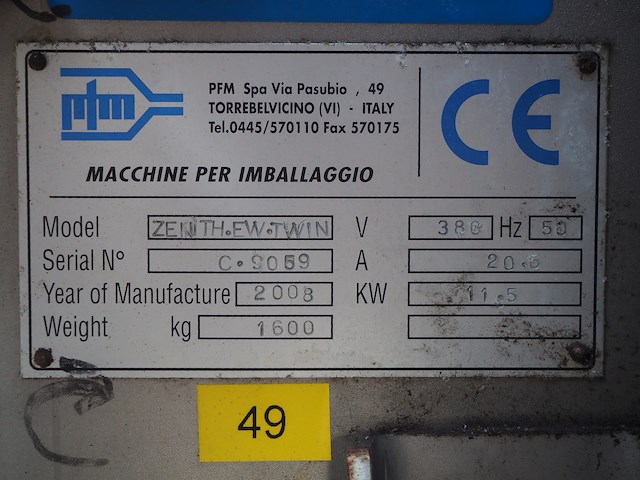 pfm
PFM Spa Via Pasubio , 49
TORREBELVICINO (VI) - ITALY
Tel.0445/570110 Fax 570175
CE
MACCHINE PER IMBALLAGGIO
Model ZENITH.EW.TWIN V 380 Hz 50
Serial N° C.9059 A 20.5
Year of Manufacture 2008 KW 11.5
Weight kg 1600
49